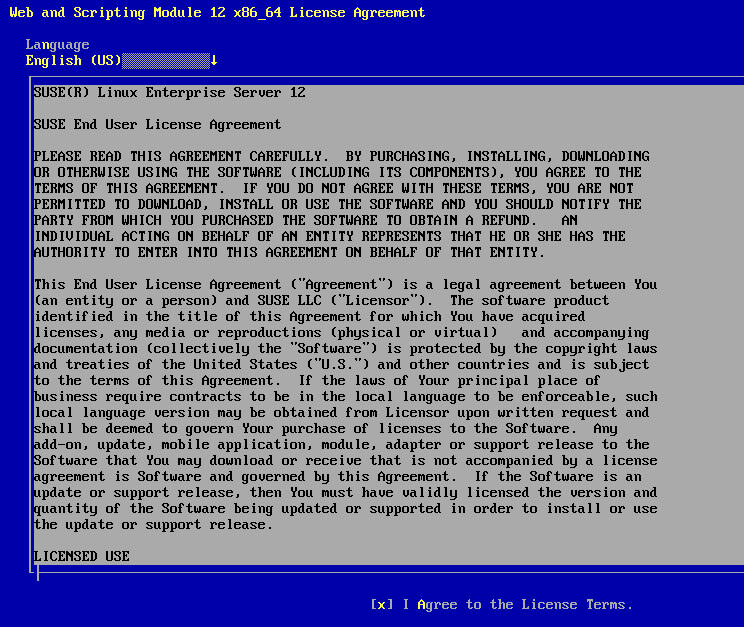 Web and Scripting Module 12 x86_64 License Agreement
Language
English (US)↓
SUSE(R) Linux Enterprise Server 12
SUSE End User License Agreement
PLEASE READ THIS AGREEMENT CAREFULLY.  BY PURCHASING, INSTALLING, DOWNLOADING
OR OTHERWISE USING THE SOFTWARE (INCLUDING ITS COMPONENTS), YOU AGREE TO THE
TERMS OF THIS AGREEMENT.  IF YOU DO NOT AGREE WITH THESE TERMS, YOU ARE NOT
PERMITTED TO DOWNLOAD, INSTALL OR USE THE SOFTWARE AND YOU SHOULD NOTIFY THE
PARTY FROM WHICH YOU PURCHASED THE SOFTWARE TO OBTAIN A REFUND.   AN
INDIVIDUAL ACTING ON BEHALF OF AN ENTITY REPRESENTS THAT HE OR SHE HAS THE
AUTHORITY TO ENTER INTO THIS AGREEMENT ON BEHALF OF THAT ENTITY.
This End User License Agreement ("Agreement") is a legal agreement between You
(an entity or a person) and SUSE LLC ("Licensor").  The software product
identified in the title of this Agreement for which You have acquired
licenses, any media or reproductions (physical or virtual)   and accompanying
documentation (collectively the "Software") is protected by the copyright laws
and treaties of the United States ("U.S.") and other countries and is subject
to the terms of this Agreement.  If the laws of Your principal place of
business require contracts to be in the local language to be enforceable, such
local language version may be obtained from Licensor upon written request and
shall be deemed to govern Your purchase of licenses to the Software.  Any
add-on, update, mobile application, module, adapter or support release to the
Software that You may download or receive that is not accompanied by a license
agreement is Software and governed by this Agreement.  If the Software is an
update or support release, then You must have validly licensed the version and
quantity of the Software being updated or supported in order to install or use
the update or support release.
LICENSED USE
[x] I Agree to the License Terms.